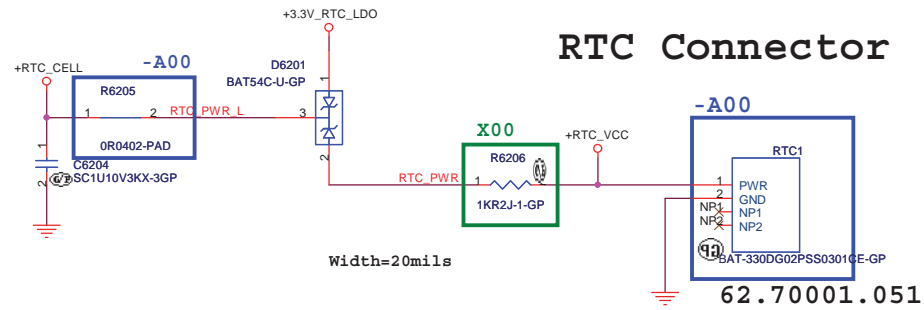 RTC Connector
+3.3V_RTC_LDO
+RTC_CELL
-A00
D6201
BAT54C-U-GP
R6205
1
2
RTC_PWR_L
3
1
2
0R0402-PAD
1
2
C6204
SC1U10V3KX-3GP
X00
R6206
RTC_PWR
1
2
1KR2J-1-GP
+RTC_VCC
-A00
RTC1
1
PWR
2
GND
NP1
NP1
NP2
NP2
BAT-330DG02PSS0301CE-GP
62.70001.051
Width=20mils